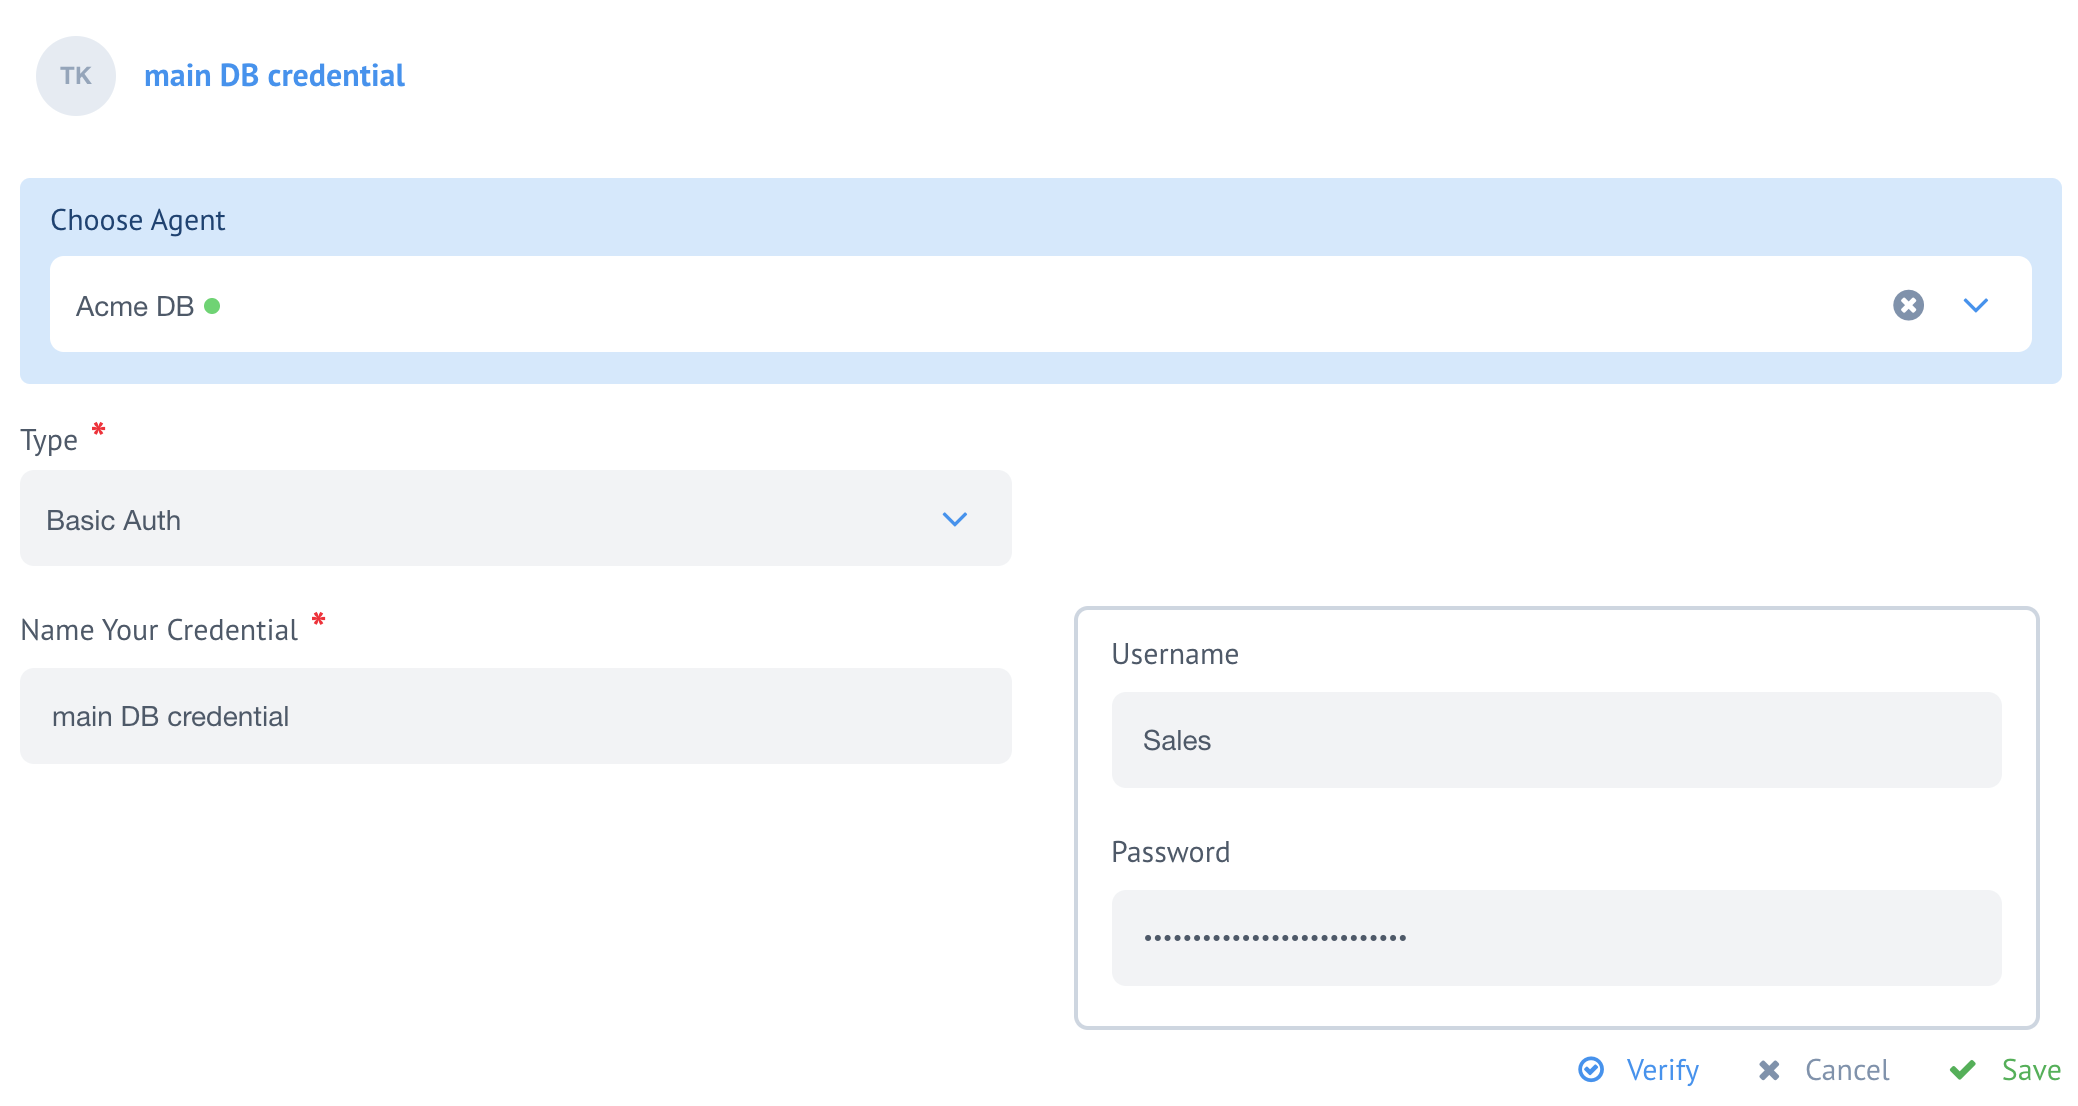 TK
main DB credential
Choose Agent
Acme DB
Type *
Basic Auth
Name Your Credential *
main DB credential
Username
Sales
Password
•••••••••••••••••••••••••••
Verify
Cancel
Save